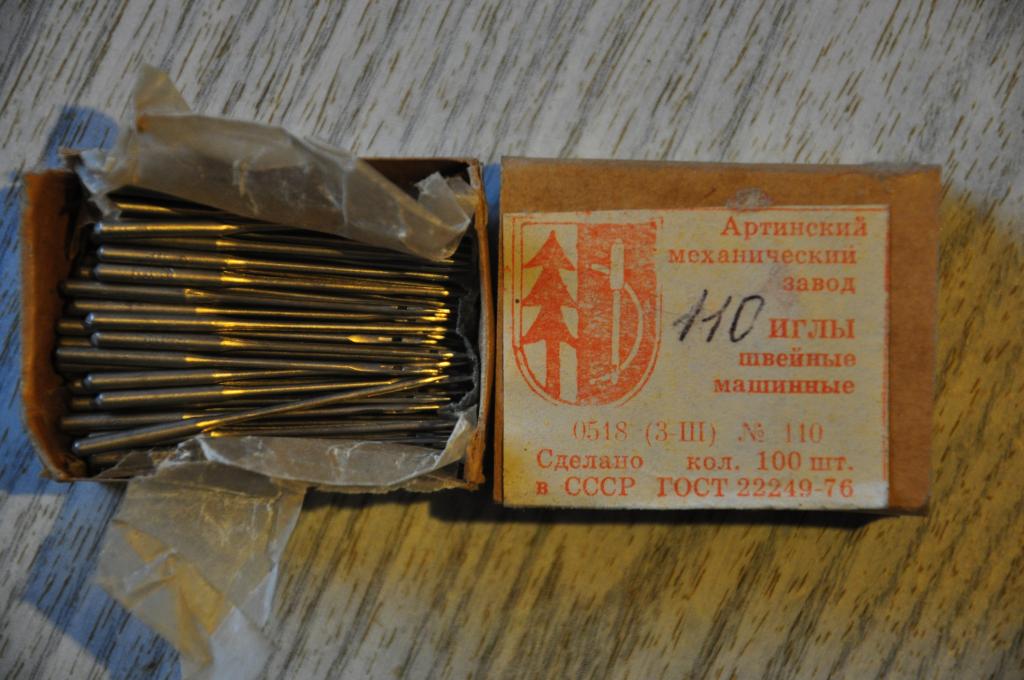 Артинский
механический
завод
110 ИГЛЫ
швейные
машинные
0518 (3-Ш) № 110
Сделано кол. 100 шт.
в СССР ГОСТ 22249-76